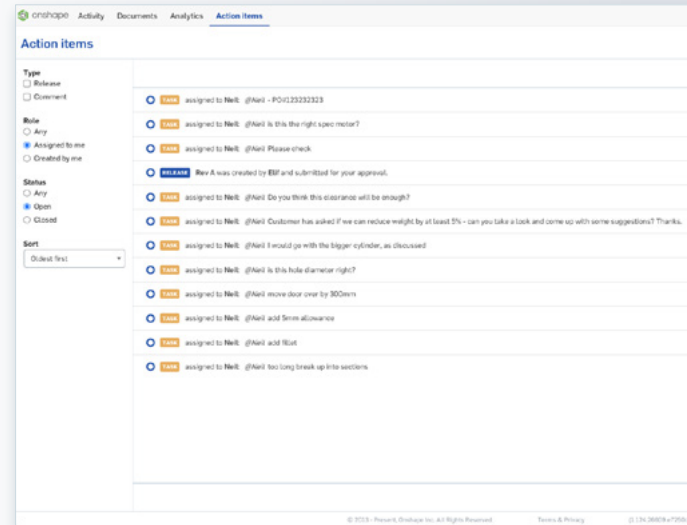 onshape Activity Documents Analytics Action items
Action items
Type
Release
Comment
Role
Any
Assigned to me
Created by me
Status
Any
Open
Closed
Sort
Oldest first
TASK assigned to Neil: @Neil - PO#123232323
TASK assigned to Neil: @Neil is this the right spec motor?
TASK assigned to Neil: @Neil Please check
RELEASE Rev A was created by Elif and submitted for your approval.
TASK assigned to Neil: @Neil Do you think this clearance will be enough?
TASK assigned to Neil: @Neil Customer has asked if we can reduce weight by at least 5% - can you take a look and come up with some suggestions? Thanks.
TASK assigned to Neil: @Neil I would go with the bigger cylinder, as discussed
TASK assigned to Neil: @Neil is this hole diameter right?
TASK assigned to Neil: @Neil move door over by 300mm
TASK assigned to Neil: @Neil add 5mm allowance
TASK assigned to Neil: @Neil add fillet
TASK assigned to Neil: @Neil too long break up into sections
© 2013 - Present, Onshape Inc. All Rights Reserved. Terms & Privacy